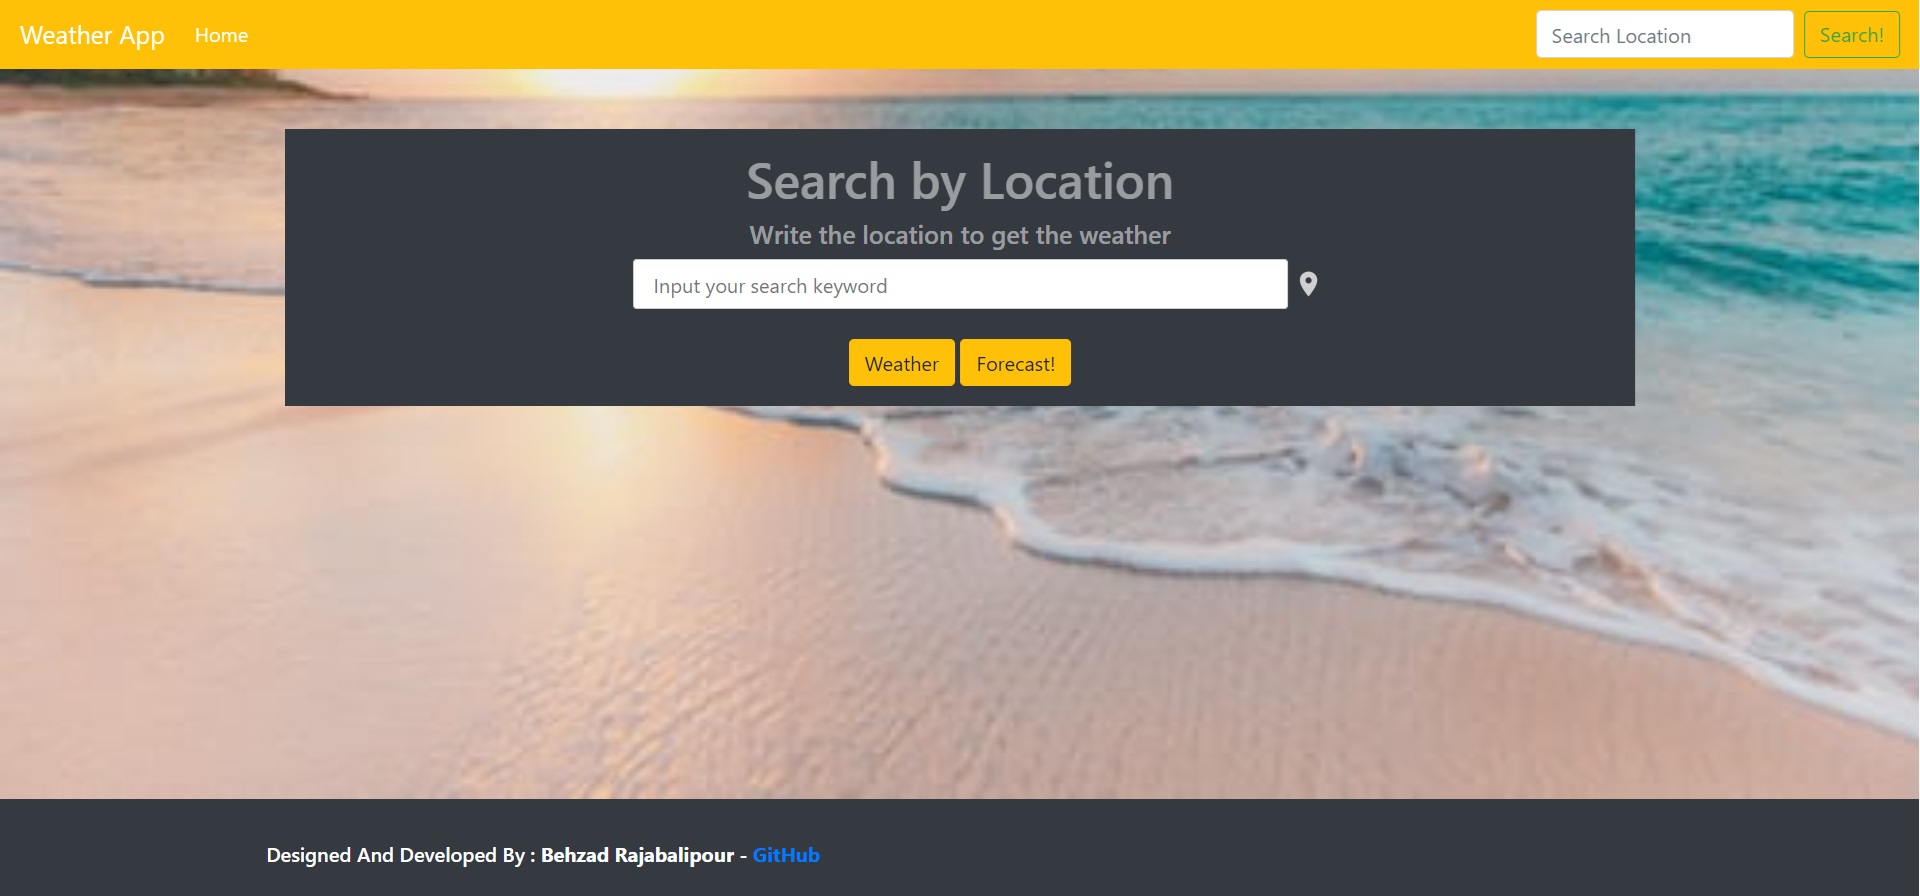 Weather App Home Search Location Search!
Search by Location
Write the location to get the weather
Input your search keyword
Weather Forecast!
Designed And Developed By : Behzad Rajabalipour - GitHub